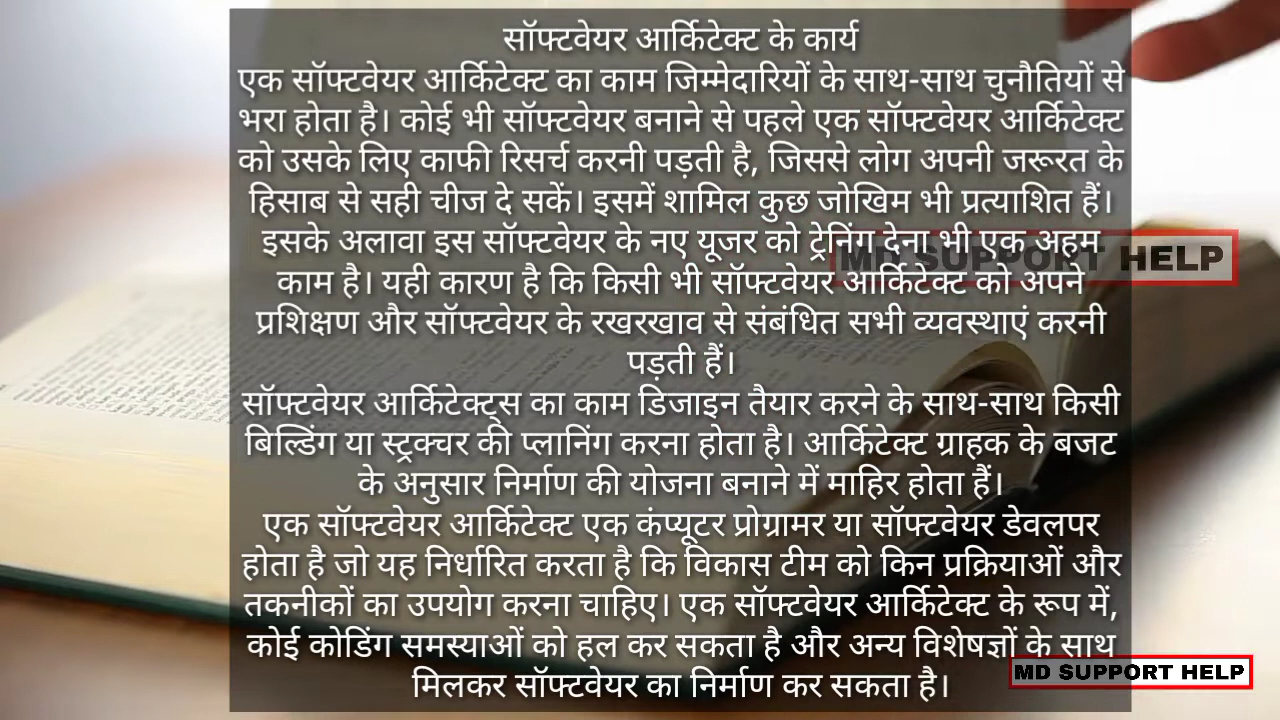 सॉफ्टवेयर आर्किटेक्ट के कार्य
एक सॉफ्टवेयर आर्किटेक्ट का काम जिम्मेदारियों के साथ-साथ चुनौतियों से
भरा होता है। कोई भी सॉफ्टवेयर बनाने से पहले एक सॉफ्टवेयर आर्किटेक्ट
को उसके लिए काफी रिसर्च करनी पड़ती है, जिससे लोग अपनी जरूरत के
हिसाब से सही चीज दे सकें। इसमें शामिल कुछ जोखिम भी प्रत्याशित हैं।
इसके अलावा इस सॉफ्टवेयर के नए यूजर को ट्रेनिंग देना भी एक अहम
MD SUPPORT HELP
काम है। यही कारण है कि किसी भी सॉफ्टवेयर आर्किटेक्ट को अपने
प्रशिक्षण और सॉफ्टवेयर के रखरखाव से संबंधित सभी व्यवस्थाएं करनी
पड़ती हैं।
सॉफ्टवेयर आर्किटेक्ट्स का काम डिजाइन तैयार करने के साथ-साथ किसी
बिल्डिंग या स्ट्रक्चर की प्लानिंग करना होता है। आर्किटेक्ट ग्राहक के बजट
के अनुसार निर्माण की योजना बनाने में माहिर होता हैं।
एक सॉफ्टवेयर आर्किटेक्ट एक कंप्यूटर प्रोग्रामर या सॉफ्टवेयर डेवलपर
होता है जो यह निर्धारित करता है कि विकास टीम को किन प्रक्रियाओं और
तकनीकों का उपयोग करना चाहिए। एक सॉफ्टवेयर आर्किटेक्ट के रूप में,
कोई कोडिंग समस्याओं को हल कर सकता है और अन्य विशेषज्ञों के साथ
मिलकर सॉफ्टवेयर का निर्माण कर सकता है।
MD SUPPORT HELP